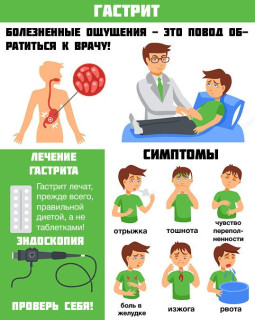 ГАСТРИТ
БОЛЕЗНЕННЫЕ ОЩУЩЕНИЯ – ЭТО ПОВОД ОБ-
РАТИТЬСЯ К ВРАЧУ!
ЛЕЧЕНИЕ
ГАСТРИТА
Гастрит лечат,
прежде всего,
правильной
диетой, а не
таблетками!
ЭНДОСКОПИЯ
ПРОВЕРЬ СЕБЯ!
СИМПТОМЫ
отрыжка
тошнота
чувство
перепол-
ненности
боль в
желудке
изжога
рвота